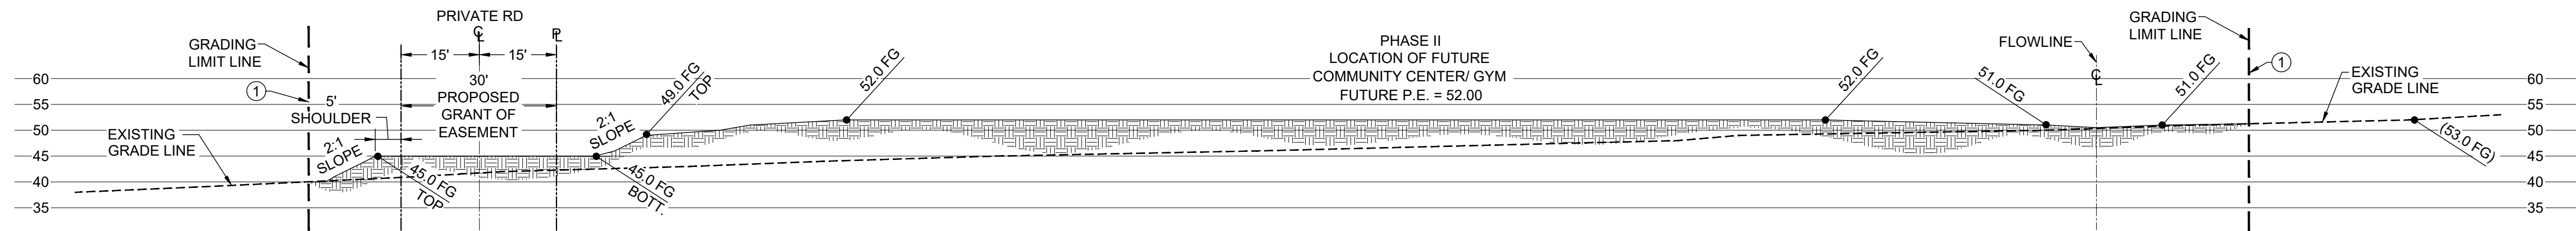 PRIVATE RD
C
L
P
L
15'
15'
GRADING
LIMIT LINE
1
5'
SHOULDER
30'
PROPOSED
GRANT OF
EASEMENT
EXISTING
GRADE LINE
2:1
SLOPE
45.0 FG
TOP
2:1
SLOPE
45.0 FG
BOTT.
49.0 FG
TOP
52.0 FG
PHASE II
LOCATION OF FUTURE
COMMUNITY CENTER/ GYM
FUTURE P.E. = 52.00
52.0 FG
51.0 FG
FLOWLINE
C
L
51.0 FG
GRADING
LIMIT LINE
1
EXISTING
GRADE LINE
(53.0 FG)
60
55
50
45
40
35
60
55
50
45
40
35